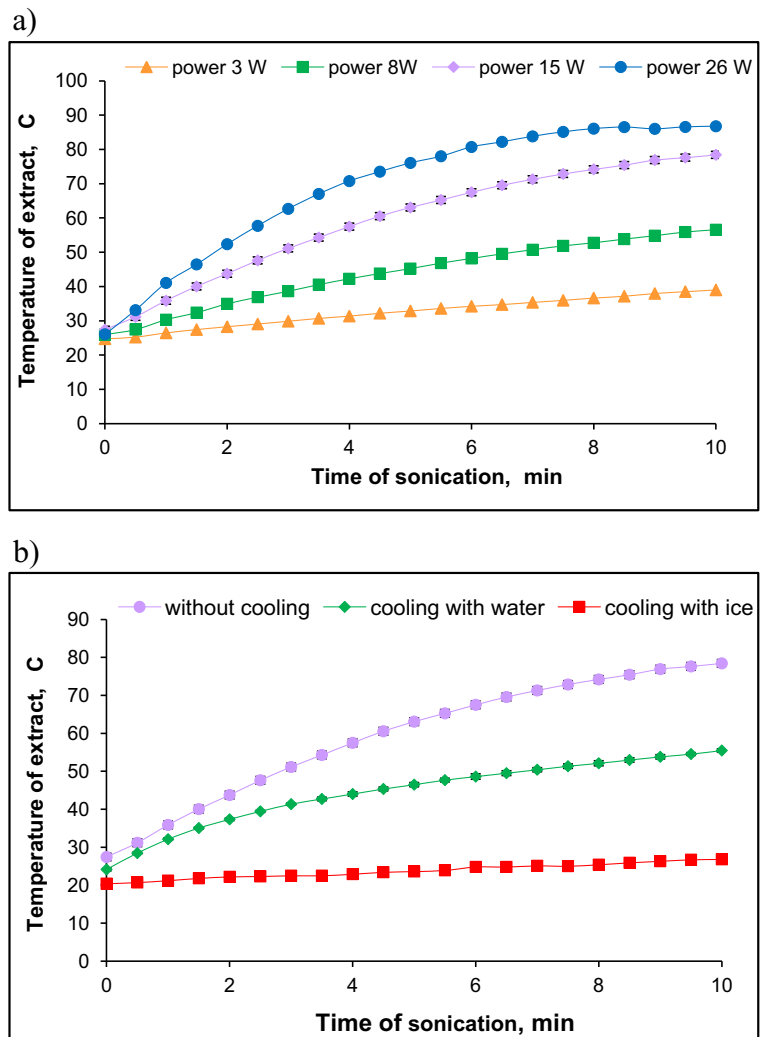 a)
power 3 W power 8W power 15 W power 26 W
100
90
80
70
60
50
40
30
20
10
0
Temperature of extract, C
0 2 4 6 8 10
Time of sonication, min
b)
without cooling cooling with water cooling with ice
90
80
70
60
50
40
30
20
10
0
Temperature of extract, C
0 2 4 6 8 10
Time of sonication, min